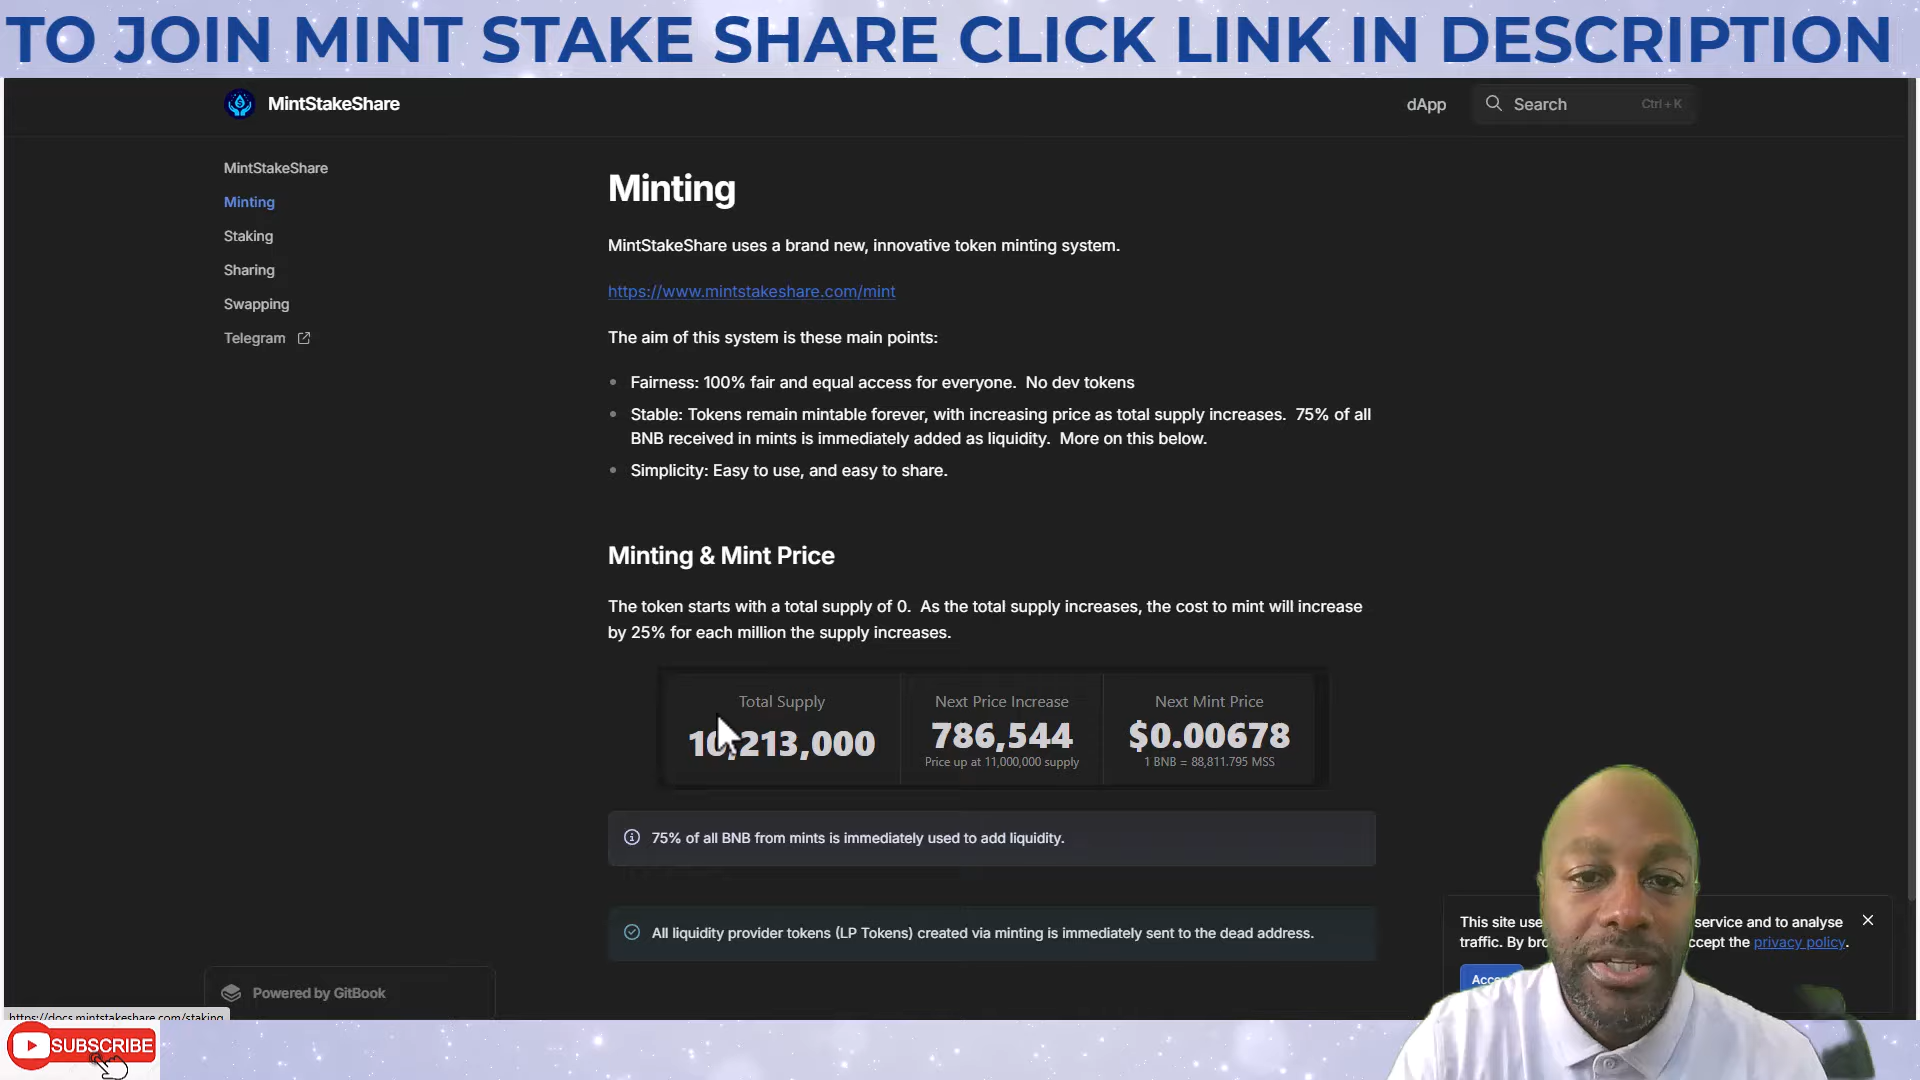 TO JOIN MINT STAKE SHARE CLICK LINK IN DESCRIPTION
MintStakeShare
dApp
Search
Ctrl + K
MintStakeShare
Minting
Staking
Sharing
Swapping
Telegram
Minting
MintStakeShare uses a brand new, innovative token minting system.
https://www.mintstakeshare.com/mint
The aim of this system is these main points:
Fairness: 100% fair and equal access for everyone. No dev tokens
Stable: Tokens remain mintable forever, with increasing price as total supply increases. 75% of all
BNB received in mints is immediately added as liquidity. More on this below.
Simplicity: Easy to use, and easy to share.
Minting & Mint Price
The token starts with a total supply of 0. As the total supply increases, the cost to mint will increase
by 25% for each million the supply increases.
Total Supply
10,213,000
Next Price Increase
786,544
Price up at 11,000,000 supply
Next Mint Price
$0.00678
1 BNB = 88,811.795 MSS
75% of all BNB from mints is immediately used to add liquidity.
All liquidity provider tokens (LP Tokens) created via minting is immediately sent to the dead address.
This site use service and to analyse
traffic. By bro ccept the privacy policy.
Acce
Powered by GitBook
https://docs.mintstakeshare.com/staking
SUBSCRIBE